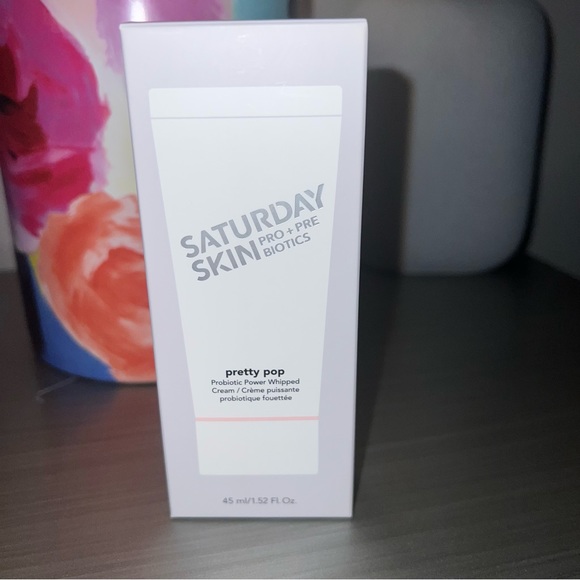 SATURDAY
SKIN PRO + PRE
BIOTICS
pretty pop
Probiotic Power Whipped
Cream / Crème puissante
probiotique fouettée
45 ml/1.52 Fl. Oz.